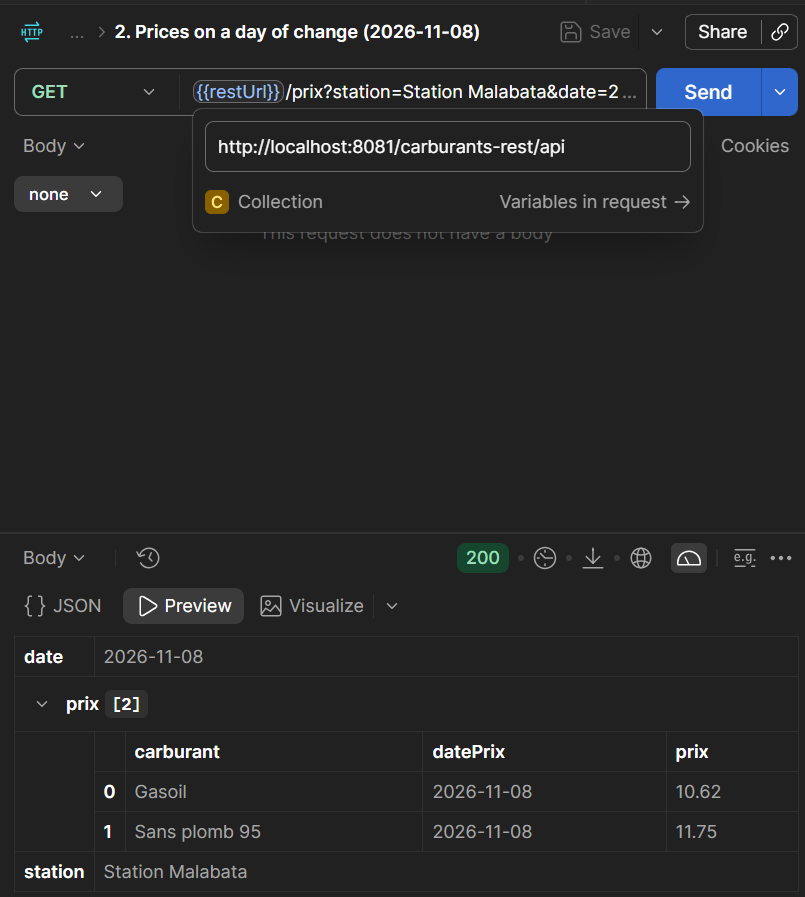 HTTP ... > 2. Prices on a day of change (2026-11-08) Save Share
GET {{restUrl}}/prix?station=Station Malabata&date=2 ... Send
Body Cookies
http://localhost:8081/carburants-rest/api
none
C Collection Variables in request →
This request does not have a body
Body 200 e.g. ...
{ } JSON Preview Visualize
date 2026-11-08
prix [2]
carburant datePrix prix
0 Gasoil 2026-11-08 10.62
1 Sans plomb 95 2026-11-08 11.75
station Station Malabata